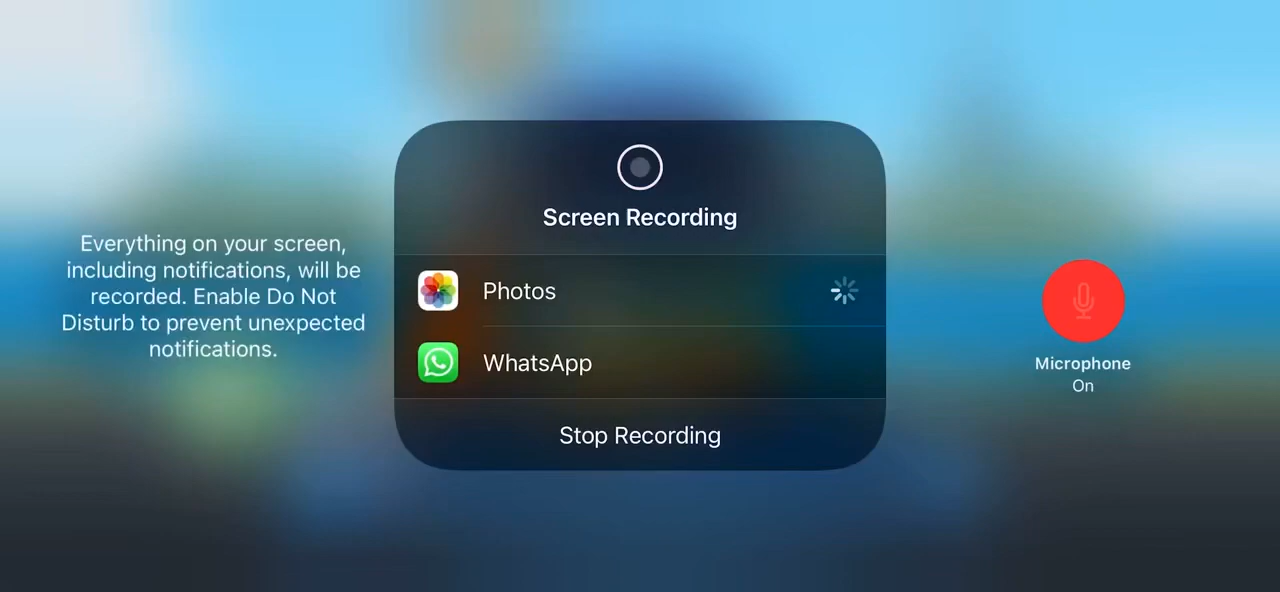 Everything on your screen,
including notifications, will be
recorded. Enable Do Not
Disturb to prevent unexpected
notifications.
Screen Recording
Photos
WhatsApp
Stop Recording
Microphone
On